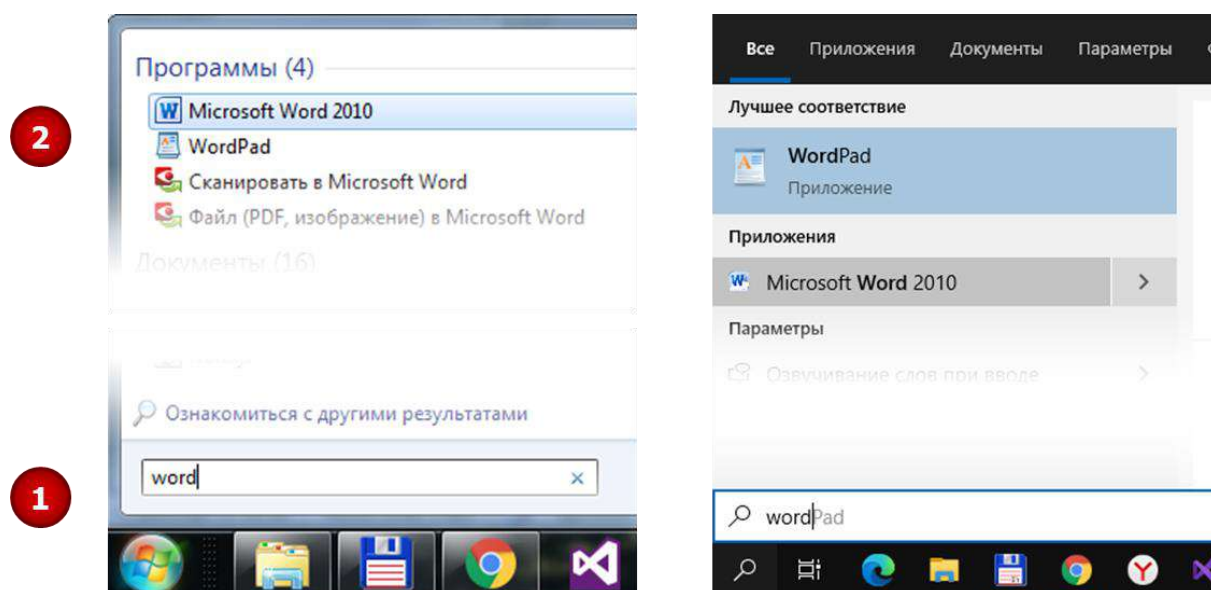 2
Программы (4)
Microsoft Word 2010
WordPad
Сканировать в Microsoft Word
Файл (PDF, изображение) в Microsoft Word
Документы (16)
Ознакомиться с другими результатами
1
word
Все Приложения Документы Параметры
Лучшее соответствие
WordPad
Приложение
Приложения
Microsoft Word 2010
Параметры
Озвучивание слов при вводе
wordPad